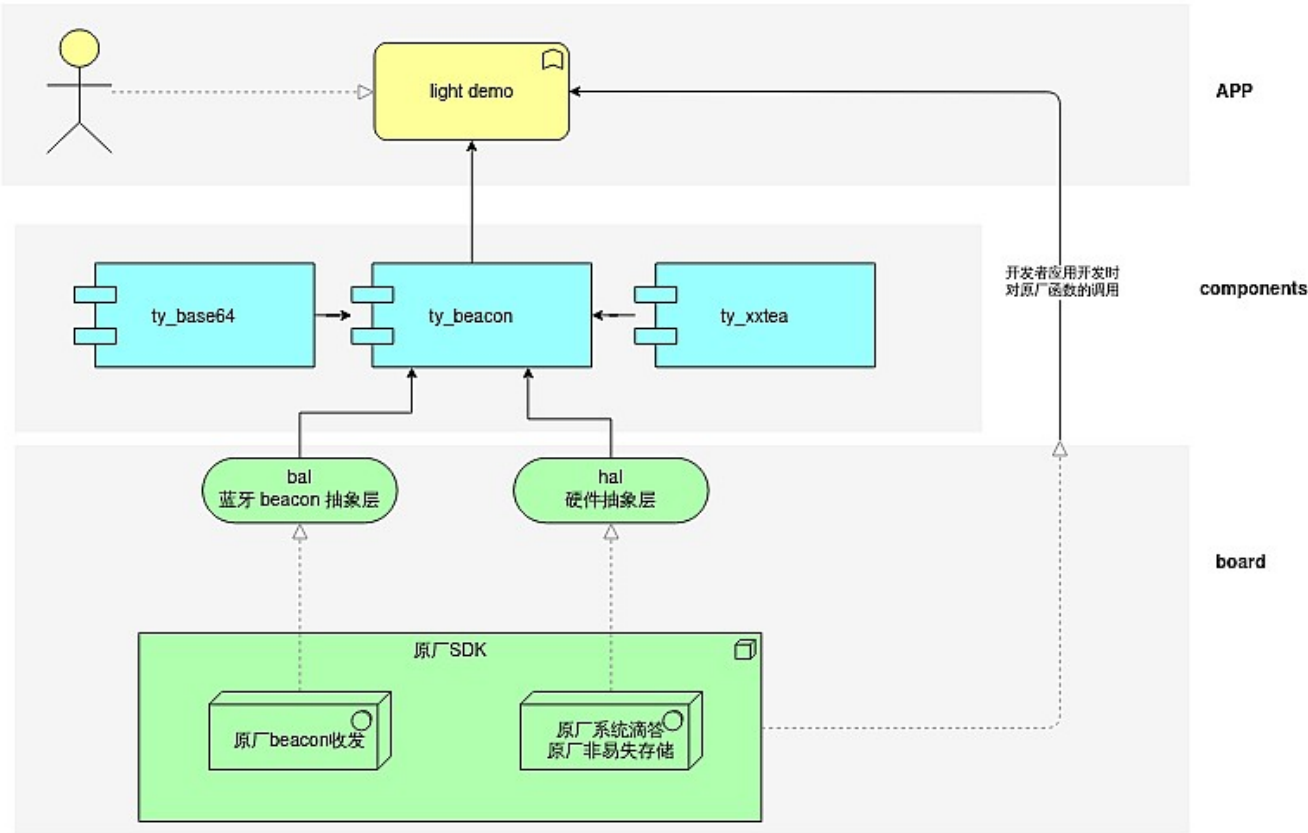 light demo
APP
开发者应用开发时
对原厂函数的调用
components
ty_base64
ty_beacon
ty_xxtea
bal
蓝牙 beacon 抽象层
hal
硬件抽象层
board
原厂SDK
原厂beacon收发
原厂系统滴答
原厂非易失存储